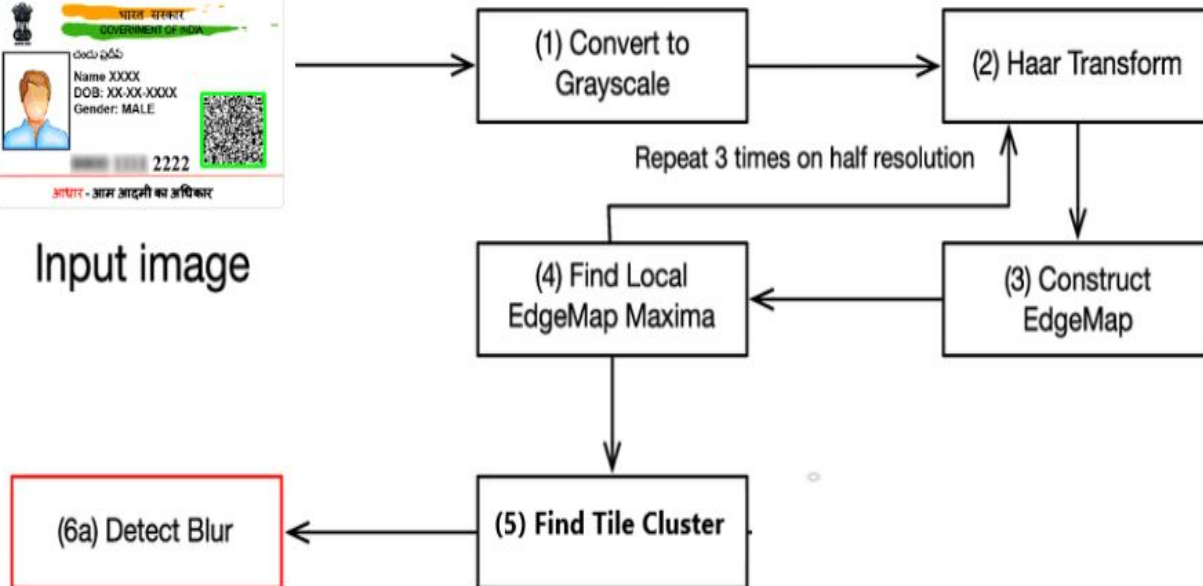 भारत सरकार
GOVERNMENT OF INDIA
చందు ప్రదీప్
Name XXXX
DOB: XX-XX-XXXX
Gender: MALE
2222
आधार - आम आदमी का अधिकार
Input image
(1) Convert to
Grayscale
(2) Haar Transform
Repeat 3 times on half resolution
(4) Find Local
EdgeMap Maxima
(3) Construct
EdgeMap
(6a) Detect Blur
(5) Find Tile Cluster